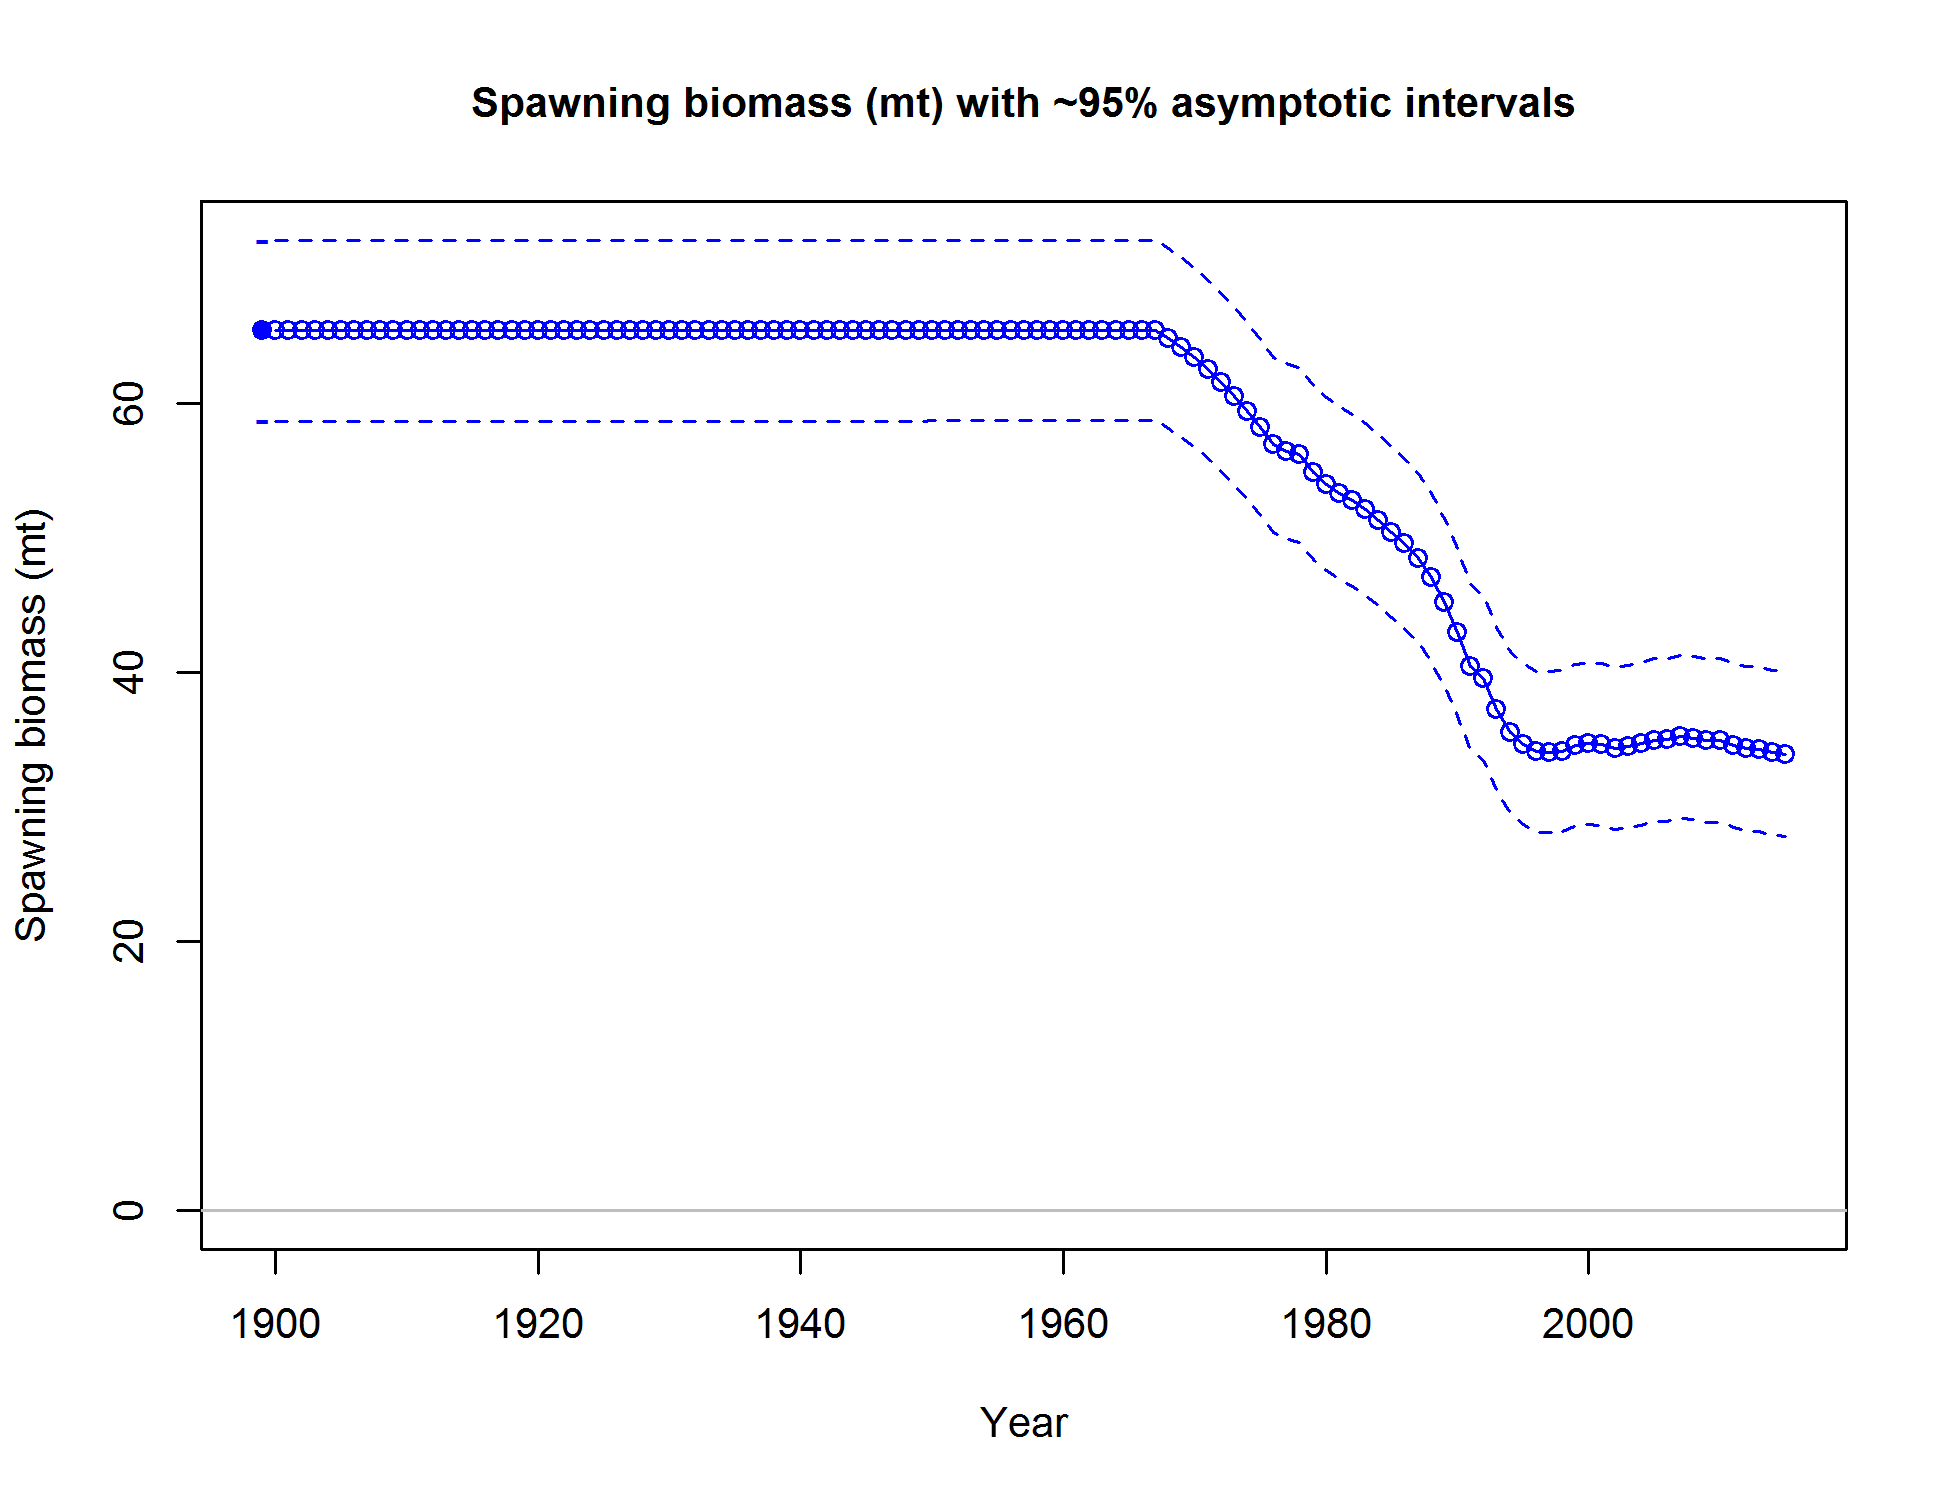 Spawning biomass (mt) with ~95% asymptotic intervals
Spawning biomass (mt)
60
40
20
0
1900 1920 1940 1960 1980 2000
Year